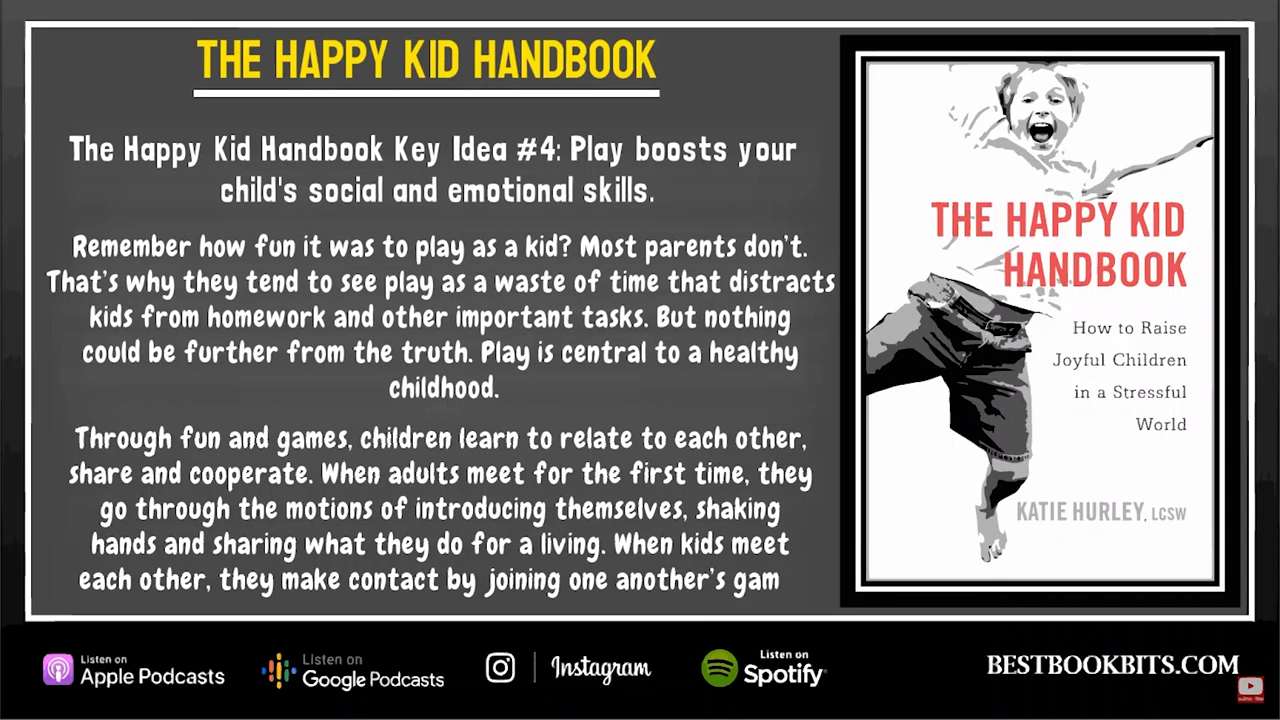 THE HAPPY KID HANDBOOK
The Happy Kid Handbook Key Idea #4: Play boosts your
child's social and emotional skills.
Remember how fun it was to play as a kid? Most parents don't.
That's why they tend to see play as a waste of time that distracts
kids from homework and other important tasks. But nothing
could be further from the truth. Play is central to a healthy
childhood.
Through fun and games, children learn to relate to each other,
share and cooperate. When adults meet for the first time, they
go through the motions of introducing themselves, shaking
hands and sharing what they do for a living. When kids meet
each other, they make contact by joining one another's gam
THE HAPPY KID
HANDBOOK
How to Raise
Joyful Children
in a Stressful
World
KATIE HURLEY, LCSW
Listen on
Apple Podcasts
Listen on
Google Podcasts
Instagram
Listen on
Spotify
BESTBOOKBITS.COM